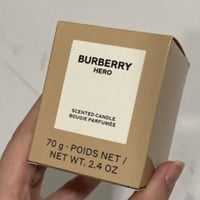 BURBERRY
HERO
SCENTED CANDLE
BOUGIE PARFUMÉE
70 g · POIDS NET /
NET WT. 2.4 OZ